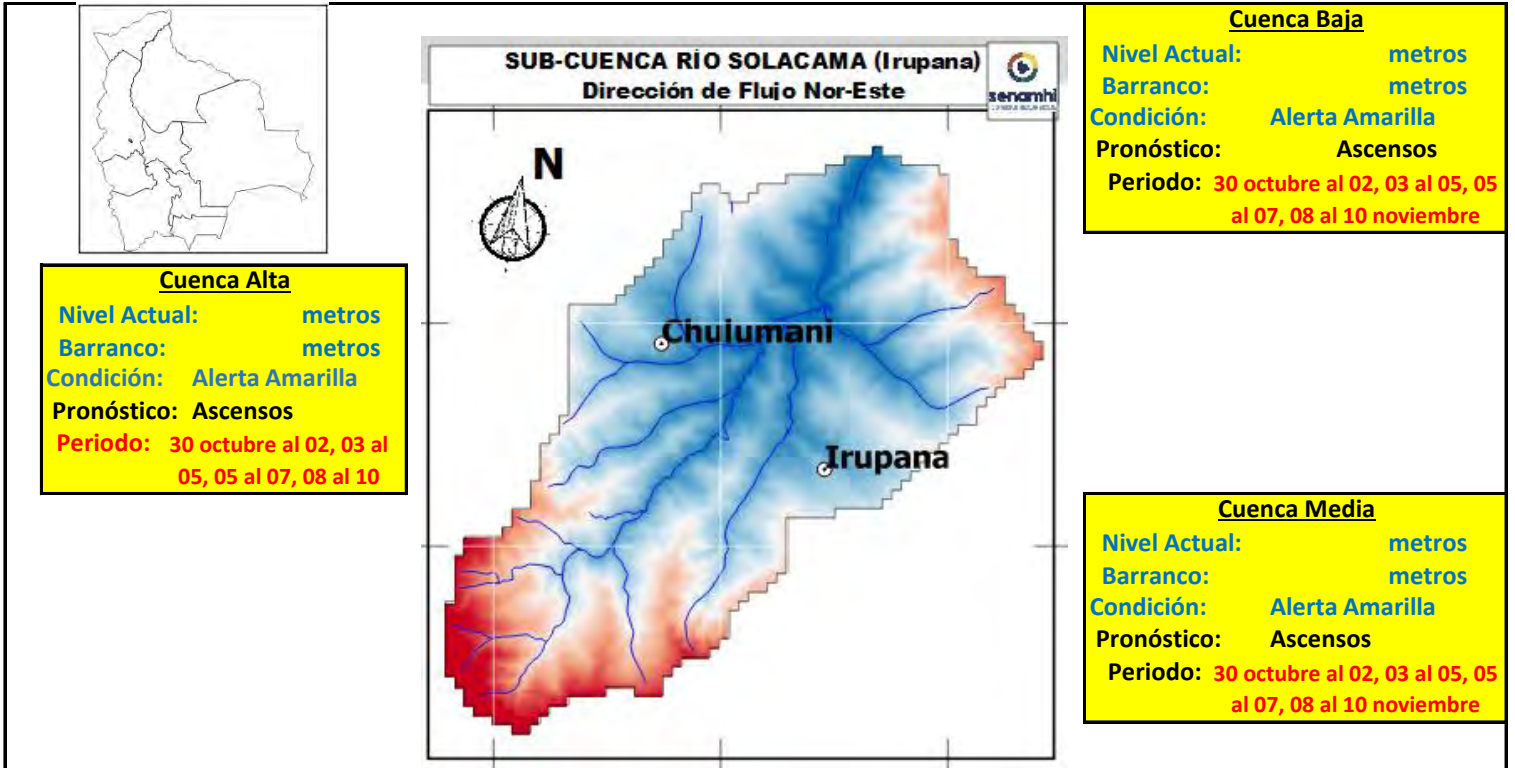 SUB-CUENCA RÍO SOLACAMA (Irupana)
Dirección de Flujo Nor-Este
senamhi
N
Chulumani
Irupana
Cuenca Alta
Nivel Actual: metros
Barranco: metros
Condición: Alerta Amarilla
Pronóstico: Ascensos
Periodo: 30 octubre al 02, 03 al
05, 05 al 07, 08 al 10
Cuenca Baja
Nivel Actual: metros
Barranco: metros
Condición: Alerta Amarilla
Pronóstico: Ascensos
Periodo: 30 octubre al 02, 03 al 05, 05
al 07, 08 al 10 noviembre
Cuenca Media
Nivel Actual: metros
Barranco: metros
Condición: Alerta Amarilla
Pronóstico: Ascensos
Periodo: 30 octubre al 02, 03 al 05, 05
al 07, 08 al 10 noviembre